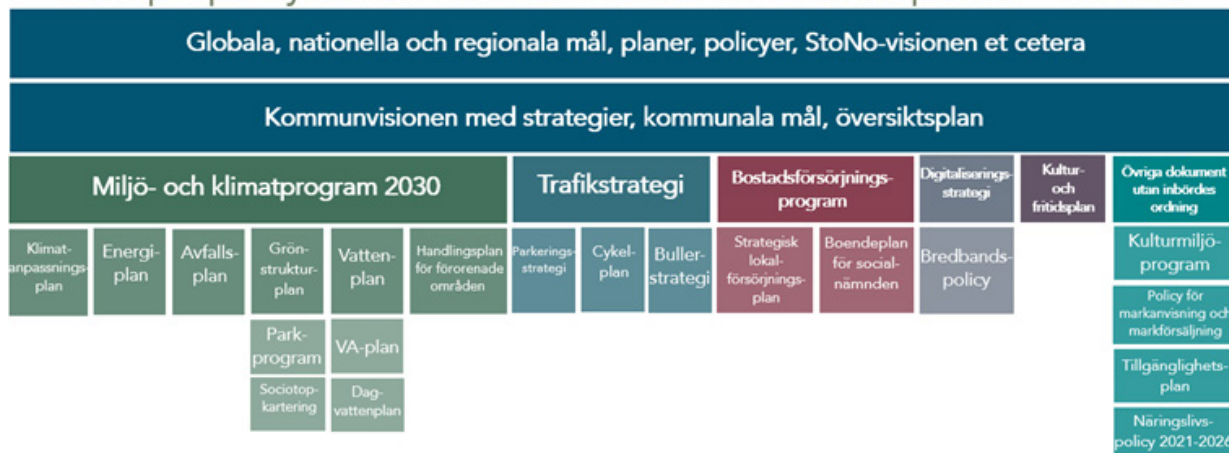 Globala, nationella och regionala mål, planer, policyer, StoNo-visionen et cetera
Kommunvisionen med strategier, kommunala mål, översiktsplan
Miljö- och klimatprogram 2030
Trafikstrategi
Bostadsförsörjnings-
program
Digitaliserings-
strategi
Kultur-
och
fritidsplan
Övriga dokument
utan inbördes
ordning
Klimat-
anpassnings-
plan
Energi-
plan
Avfalls-
plan
Grön-
struktur-
plan
Vatten-
plan
Handlingsplan
för förorenade
områden
Parkerings-
strategi
Cykel-
plan
Buller-
strategi
Strategisk
lokal-
försörjnings-
plan
Boendeplan
för social-
nämnden
Bredbands-
policy
Kulturmiljö-
program
Park-
program
VA-plan
Policy för
markanvisning och
markförsäljning
Sociotop-
kartering
Dag-
vattenplan
Tillgänglighets-
plan
Näringslivs-
policy 2021-2026